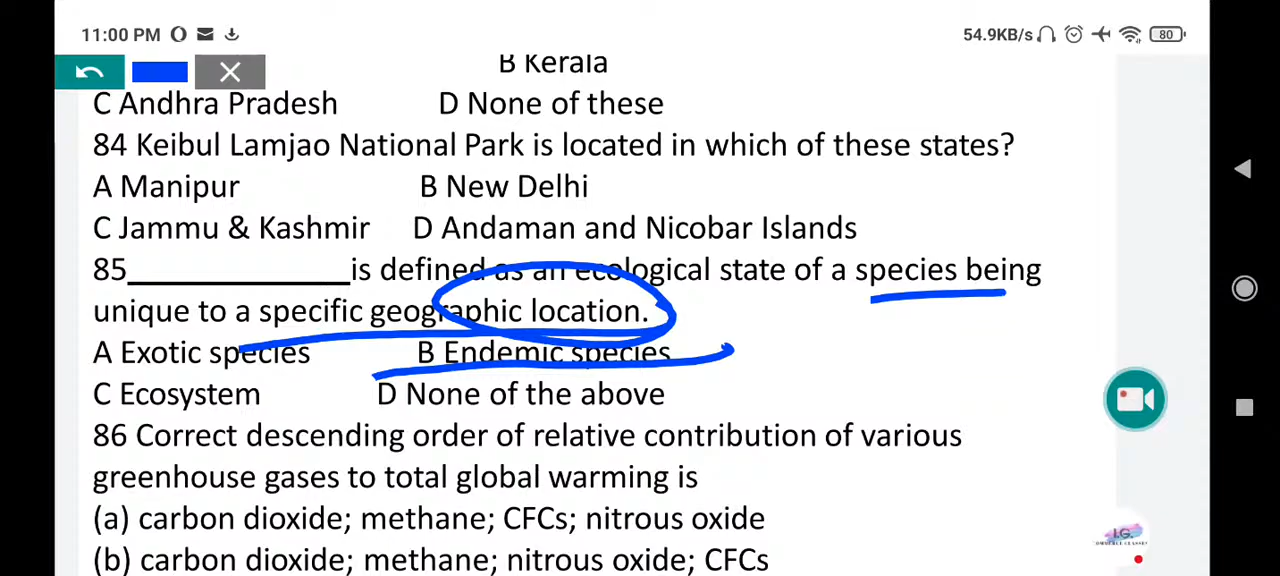 11:00 PM 54.9KB/s 80
B Kerala
C Andhra Pradesh D None of these
84 Keibul Lamjao National Park is located in which of these states?
A Manipur B New Delhi
C Jammu & Kashmir D Andaman and Nicobar Islands
85______________is defined as an ecological state of a species being
unique to a specific geographic location.
A Exotic species B Endemic species
C Ecosystem D None of the above
86 Correct descending order of relative contribution of various
greenhouse gases to total global warming is
(a) carbon dioxide; methane; CFCs; nitrous oxide
I.G.
(b) carbon dioxide; methane; nitrous oxide; CFCs